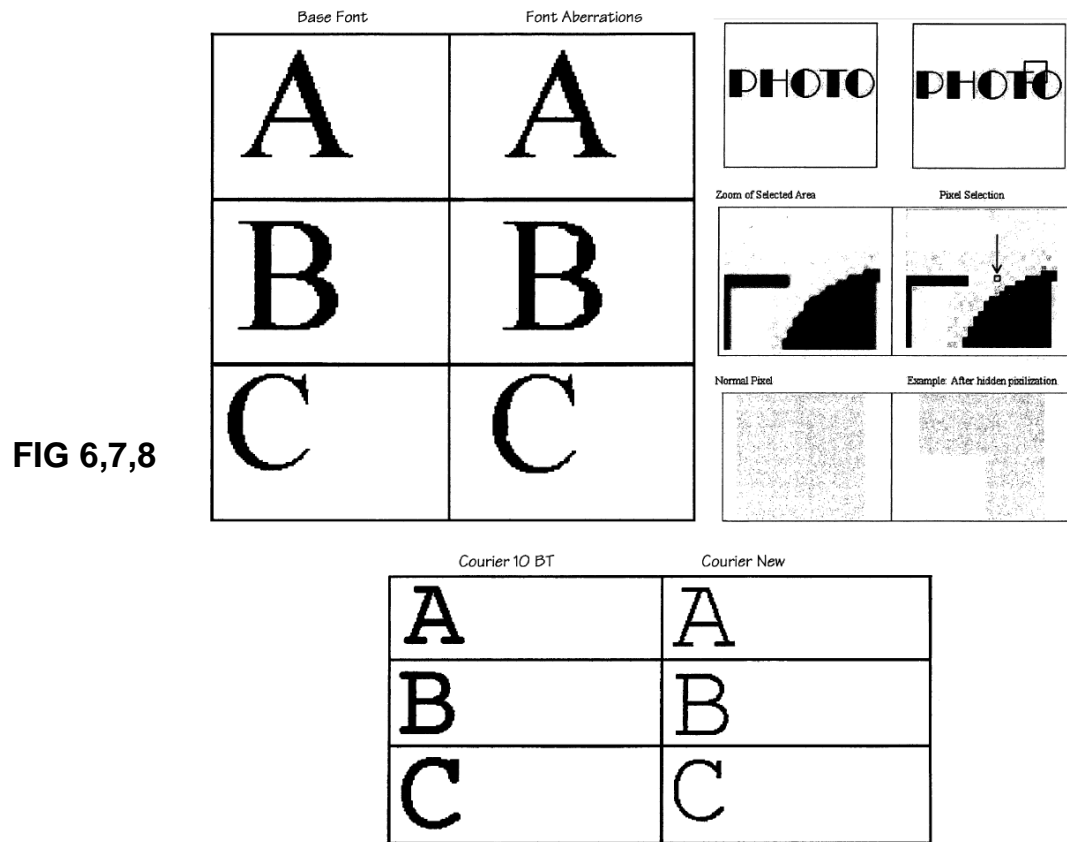 Base Font Font Aberrations
A A
B B
C C
PHOTO PHOTO
Zoom of Selected Area Pixel Selection
Normal Pixel Example: After hidden pixilization
FIG 6,7,8
Courier 10 BT Courier New
A A
B B
C C